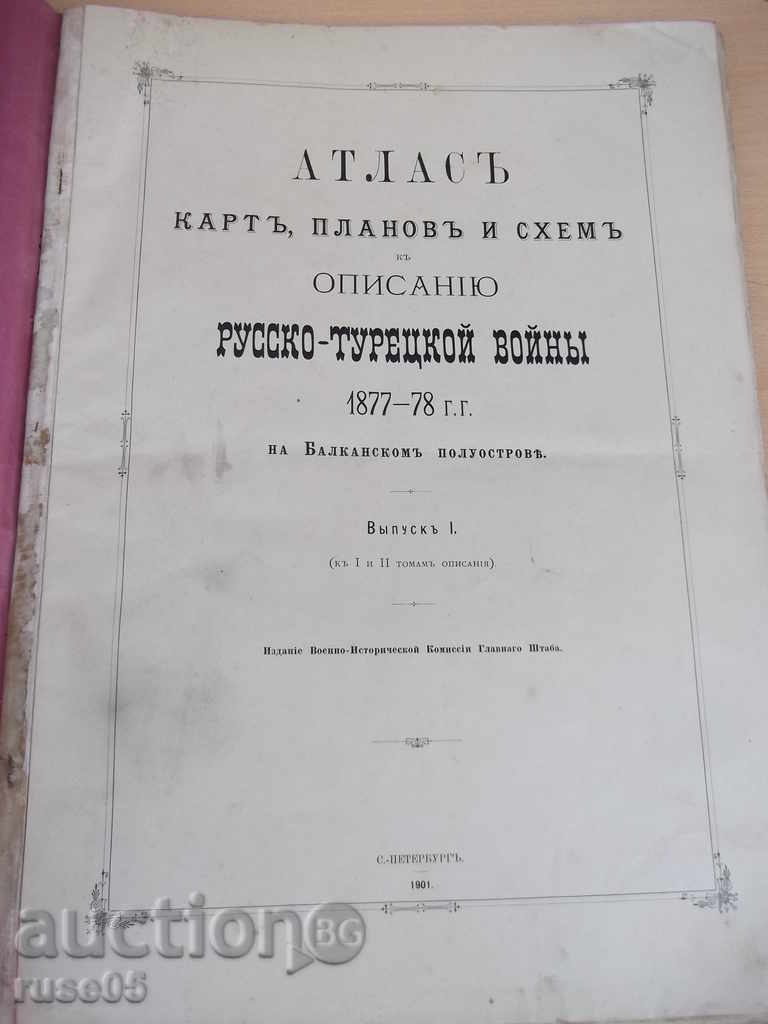 АТЛАСЪ
КАРТЪ, ПЛАНОВЪ И СХЕМЪ
КЪ
ОПИСАНІЮ
РУССКО-ТУРЕЦКОЙ ВОЙНЫ
1877—78 Г.Г.
НА БАЛКАНСКОМЪ ПОЛУОСТРОВѢ.
Выпускъ I.
(КЪ I И II ТОМАМЪ ОПИСАНІЯ).
Изданіе Военно-Исторической Комиссіи Главнаго Штаба.
С.-ПЕТЕРБУРГЪ.
1901.
auction BG
ruse05